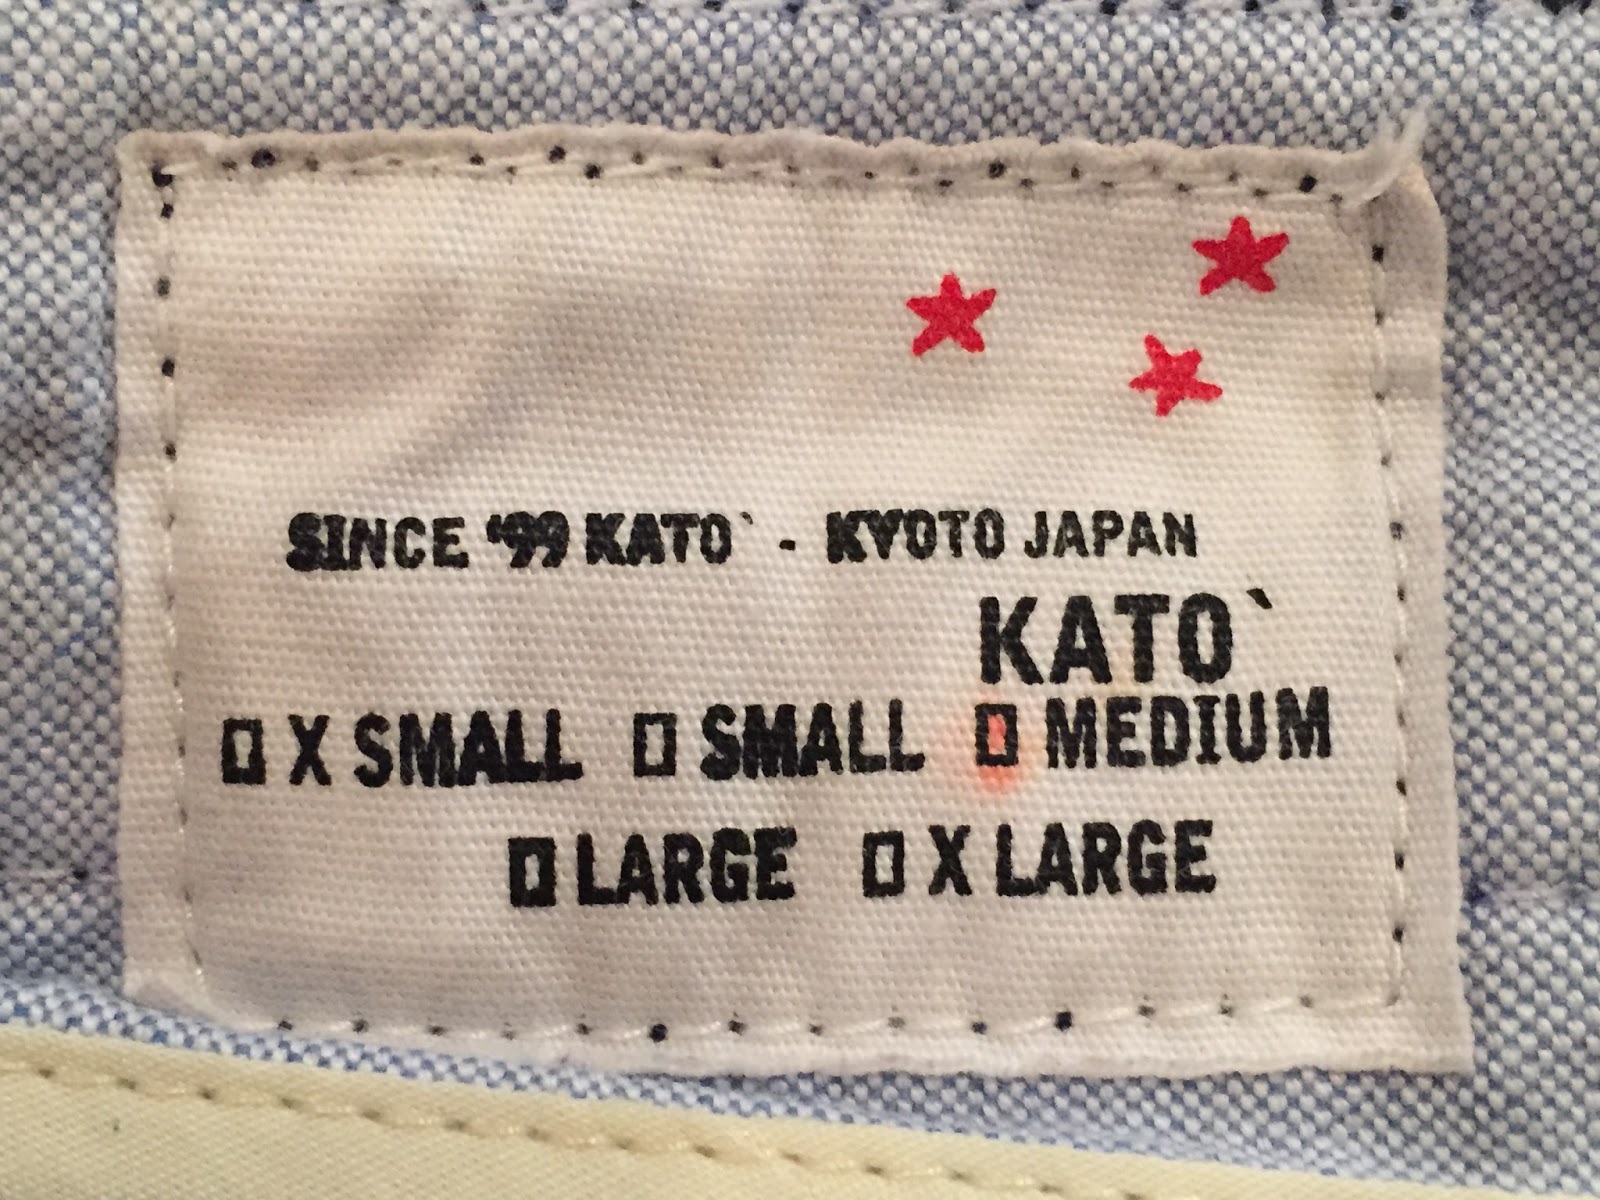 SINCE '99 KATO` - KYOTO JAPAN
KATO`
X SMALL SMALL MEDIUM
LARGE X LARGE